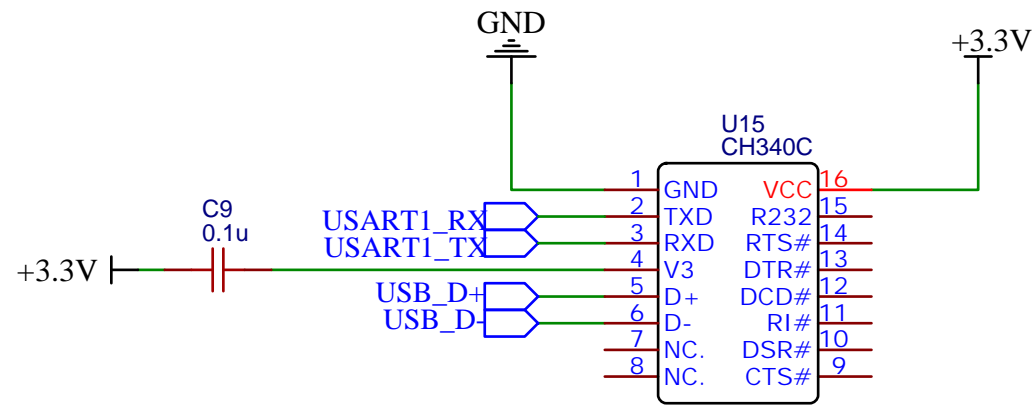 GND
+3.3V
U15
CH340C
1 GND VCC 16
USART1_RX 2 TXD R232 15
USART1_TX 3 RXD RTS# 14
C9
0.1u
+3.3V 4 V3 DTR# 13
USB_D+ 5 D+ DCD# 12
USB_D- 6 D- RI# 11
7 NC. DSR# 10
8 NC. CTS# 9